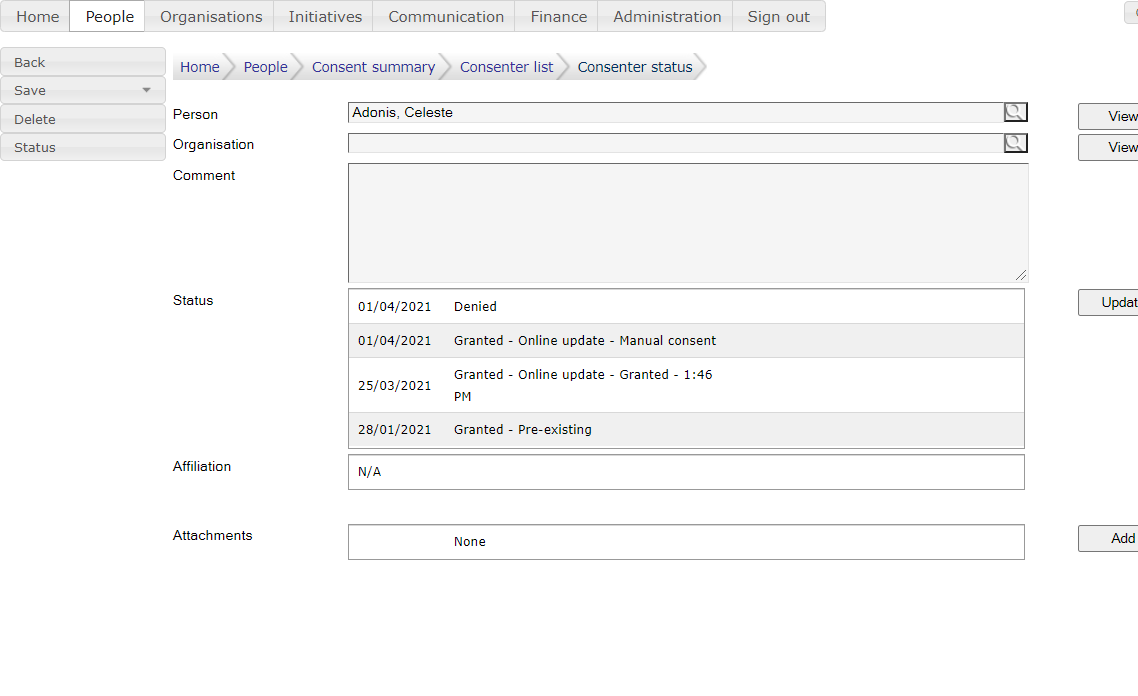 Home People Organisations Initiatives Communication Finance Administration Sign out
Back
Save
Delete
Status
Home People Consent summary Consenter list Consenter status
Person Adonis, Celeste View
Organisation View
Comment
Status Updat
01/04/2021 Denied
01/04/2021 Granted - Online update - Manual consent
25/03/2021 Granted - Online update - Granted - 1:46
PM
28/01/2021 Granted - Pre-existing
Affiliation N/A
Attachments None Add